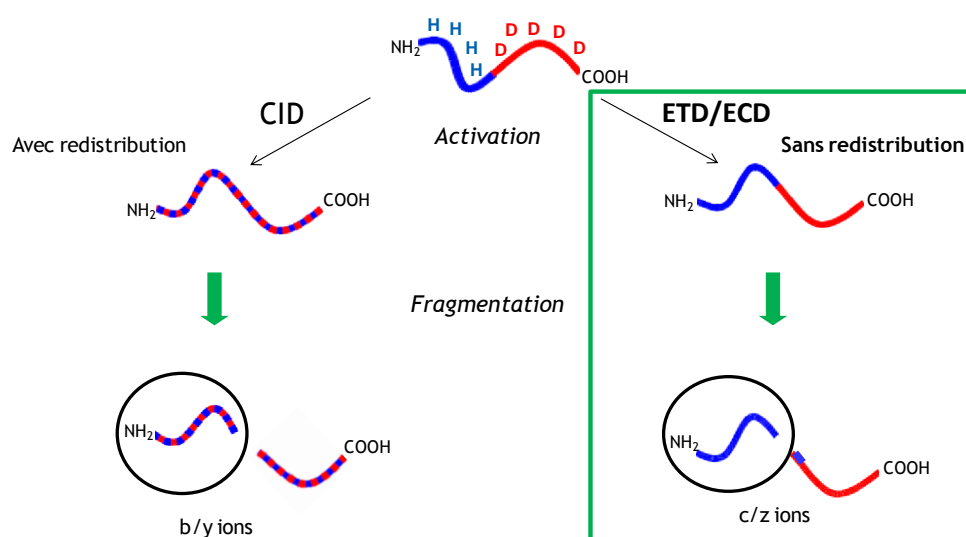 H H D D D
NH2 H D D
H COOH
CID ETD/ECD
Activation
Avec redistribution Sans redistribution
COOH COOH
NH2 NH2
Fragmentation
COOH
NH2 NH2 COOH
b/y ions c/z ions